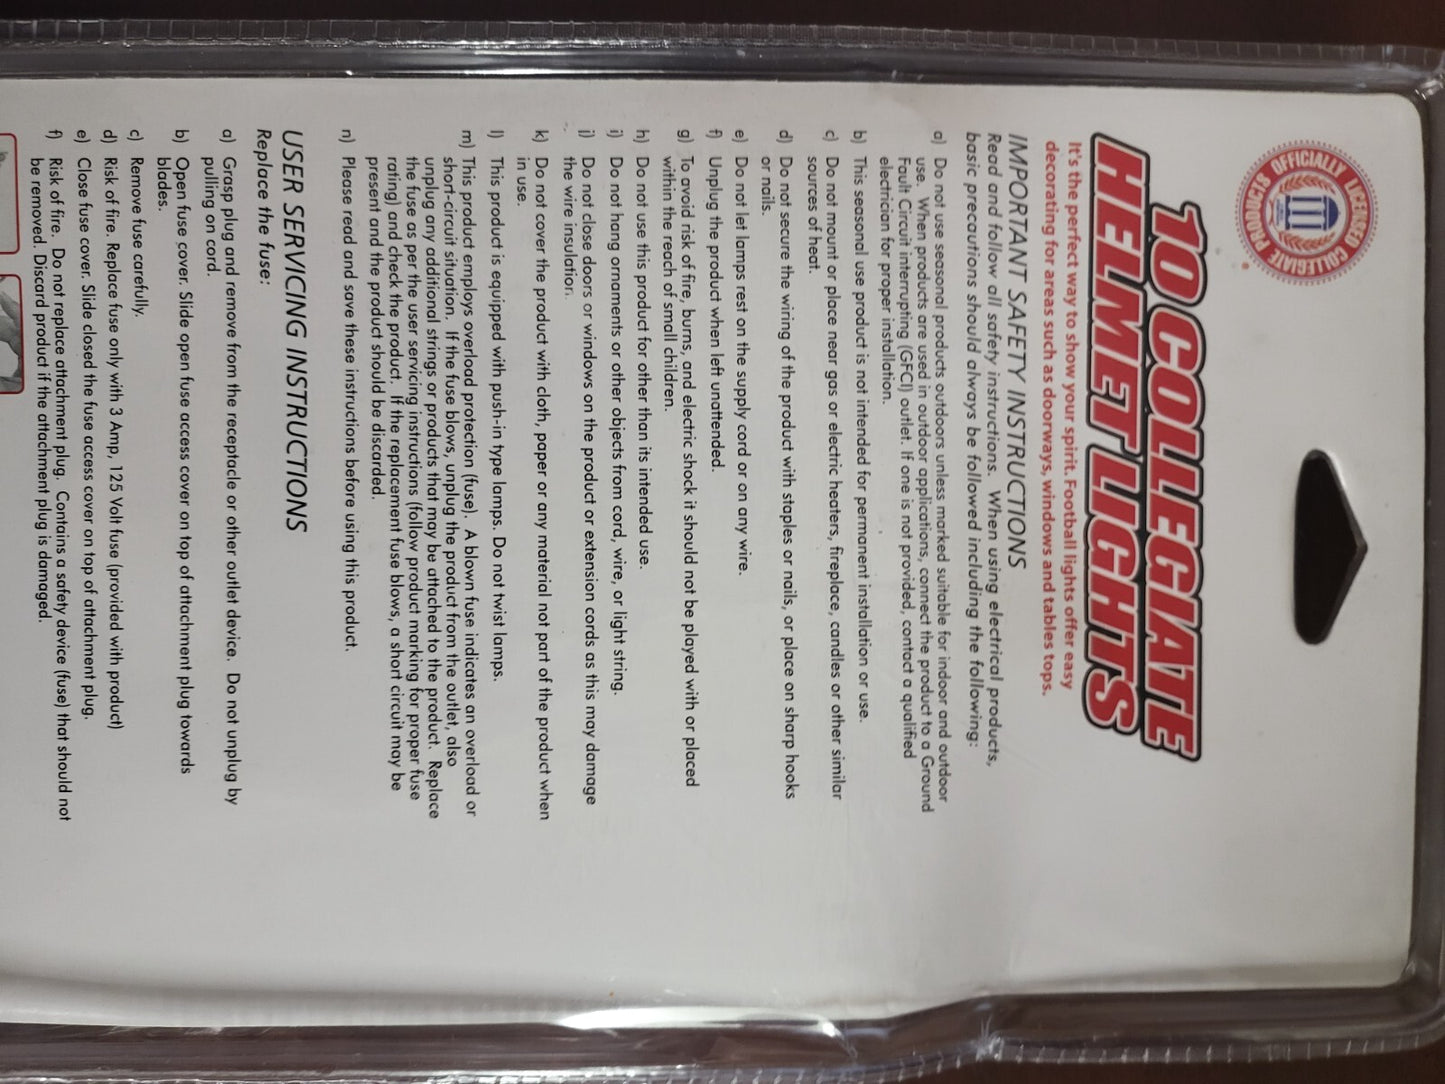 OFFICIALLY LICENSED COLLEGIATE PRODUCTS
10 COLLEGIATE
HELMET LIGHTS
It's the perfect way to show your spirit. Football lights offer easy
decorating for areas such as doorways, windows and tables tops.
IMPORTANT SAFETY INSTRUCTIONS
Read and follow all safety instructions. When using electrical products,
basic precautions should always be followed including the following:
a) Do not use seasonal products outdoors unless marked suitable for indoor and outdoor
use. When products are used in outdoor applications, connect the product to a Ground
Fault Circuit interrupting (GFCI) outlet. If one is not provided, contact a qualified
electrician for proper installation.
b) This seasonal use product is not intended for permanent installation or use.
c) Do not mount or place near gas or electric heaters, fireplace, candles or other similar
sources of heat.
d) Do not secure the wiring of the product with staples or nails, or place on sharp hooks
or nails.
e) Do not let lamps rest on the supply cord or on any wire.
f) Unplug the product when left unattended.
g) To avoid risk of fire, burns, and electric shock it should not be played with or placed
within the reach of small children.
h) Do not use this product for other than its intended use.
i) Do not hang ornaments or other objects from cord, wire, or light string.
j) Do not close doors or windows on the product or extension cords as this may damage
the wire insulation.
k) Do not cover the product with cloth, paper or any material not part of the product when
in use.
l) This product is equipped with push-in type lamps. Do not twist lamps.
m) This product employs overload protection (fuse). A blown fuse indicates an overload or
short-circuit situation. If the fuse blows, unplug the product from the outlet, also
unplug any additional strings or products that may be attached to the product. Replace
the fuse as per the user servicing instructions (follow product marking for proper fuse
rating) and check the product. If the replacement fuse blows, a short circuit may be
present and the product should be discarded.
n) Please read and save these instructions before using this product.
USER SERVICING INSTRUCTIONS
Replace the fuse:
a) Grasp plug and remove from the receptacle or other outlet device. Do not unplug by
pulling on cord.
b) Open fuse cover. Slide open fuse access cover on top of attachment plug towards
blades.
c) Remove fuse carefully.
d) Risk of fire. Replace fuse only with 3 Amp, 125 Volt fuse (provided with product)
e) Close fuse cover. Slide closed the fuse access cover on top of attachment plug.
f) Risk of fire. Do not replace attachment plug. Contains a safety device (fuse) that should not
be removed. Discard product if the attachment plug is damaged.